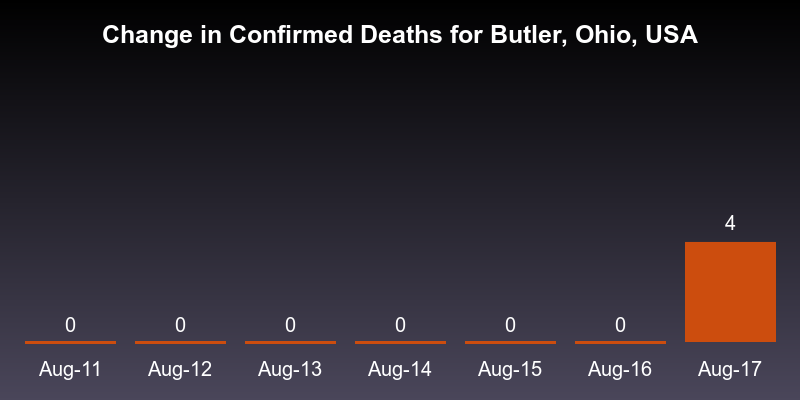 Change in Confirmed Deaths for Butler, Ohio, USA
4
0 0 0 0 0 0
Aug-11 Aug-12 Aug-13 Aug-14 Aug-15 Aug-16 Aug-17